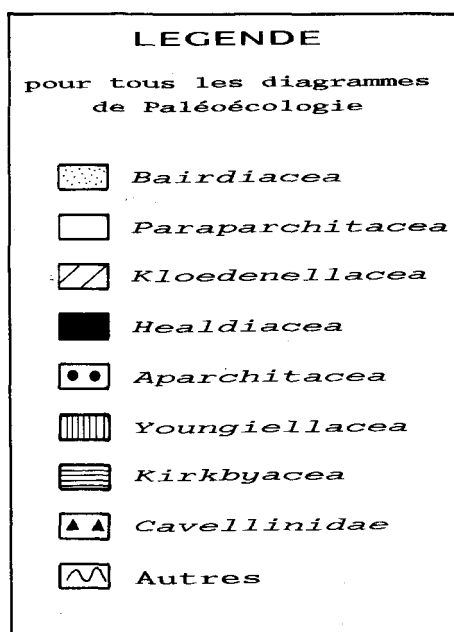 LEGENDE
pour tous les diagrammes
de Paléoécologie
Bairdiacea
Paraparchitacea
Kloedenellacea
Healdiacea
Aparchitacea
Youngiellacea
Kirkbyacea
Cavellinidae
Autres